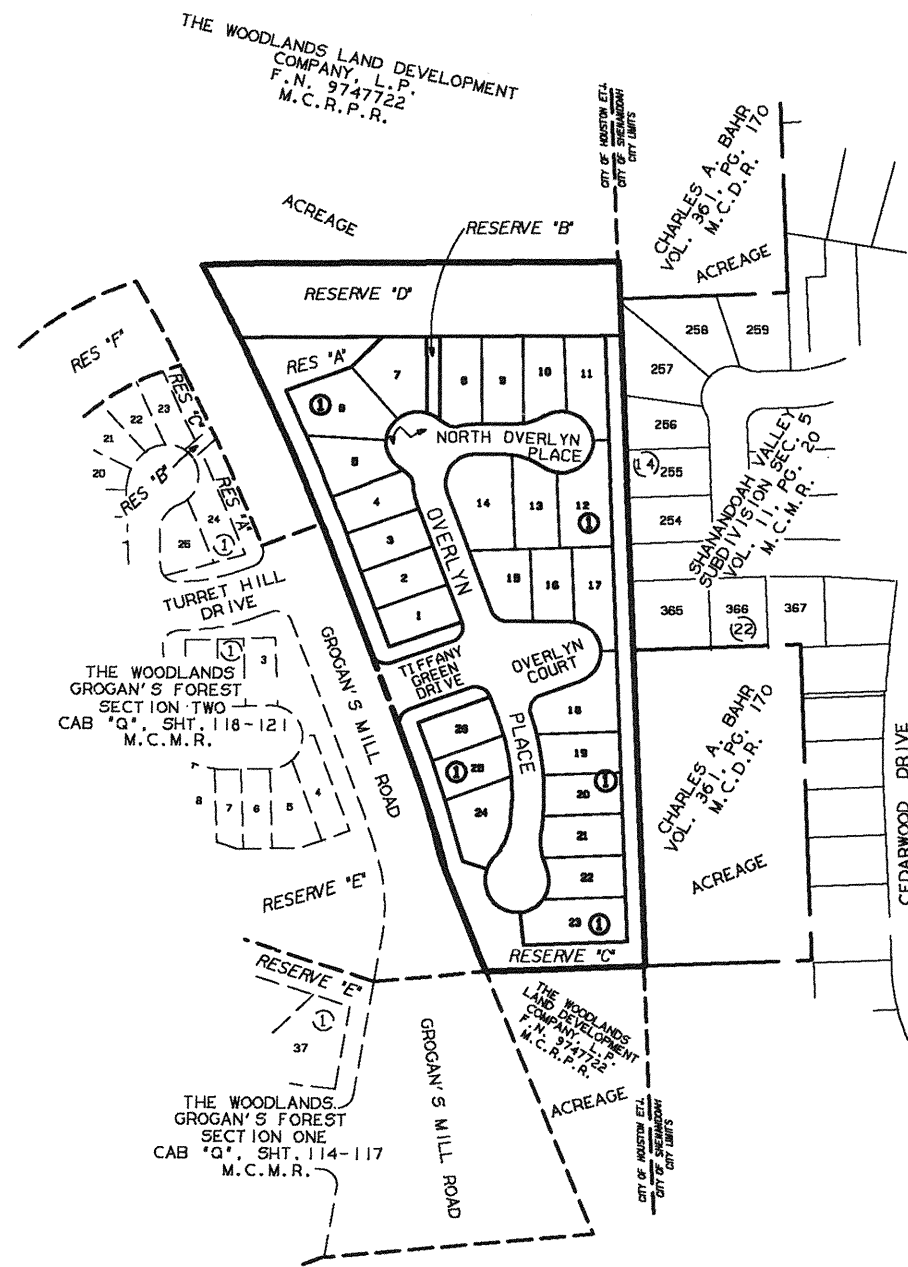 THE WOODLANDS LAND DEVELOPMENT
COMPANY, L.P.
F.N. 9747722
M.C.R.P.R.
ACREAGE
CITY OF HOUSTON ETJ.
CITY OF SHENANDOAH
CITY LIMITS
CHARLES A. BAHR
VOL. 361, PG. 170
M.C.D.R.
ACREAGE
RESERVE "B"
RESERVE "D"
RES "F"
RES "A"
7
8
9
10
11
258
259
257
256
(14) 255
254
SHANANDOAH VALLEY
SUBDIVISION SEC. 5
VOL. 11, PG. 20
M.C.M.R.
365
366
367
(22)
RES "C"
23
22
21
20
RES "B"
RES "A"
24
25
1
TURRET HILL
DRIVE
1
6
5
4
3
2
1
NORTH OVERLYN
PLACE
14
13
12
1
OVERLYN
15
16
17
TIFFANY
GREEN
DRIVE
OVERLYN
COURT
PLACE
18
19
20
1
21
22
23
1
26
25
1
24
RESERVE "C"
GROGAN'S MILL ROAD
1
3
THE WOODLANDS
GROGAN'S FOREST
SECTION TWO
CAB "Q", SHT. 118-121
M.C.M.R.
8
7
6
5
4
RESERVE "E"
RESERVE "E"
1
37
THE WOODLANDS
GROGAN'S FOREST
SECTION ONE
CAB "Q", SHT. 114-117
M.C.M.R.
GROGAN'S MILL ROAD
THE WOODLANDS
LAND DEVELOPMENT
COMPANY, L.P.
F.N. 9747722
M.C.R.P.R.
ACREAGE
CITY OF HOUSTON ETJ.
CITY OF SHENANDOAH
CITY LIMITS
CHARLES A. BAHR
VOL. 361, PG. 170
M.C.D.R.
ACREAGE
CEDARWOOD DRIVE